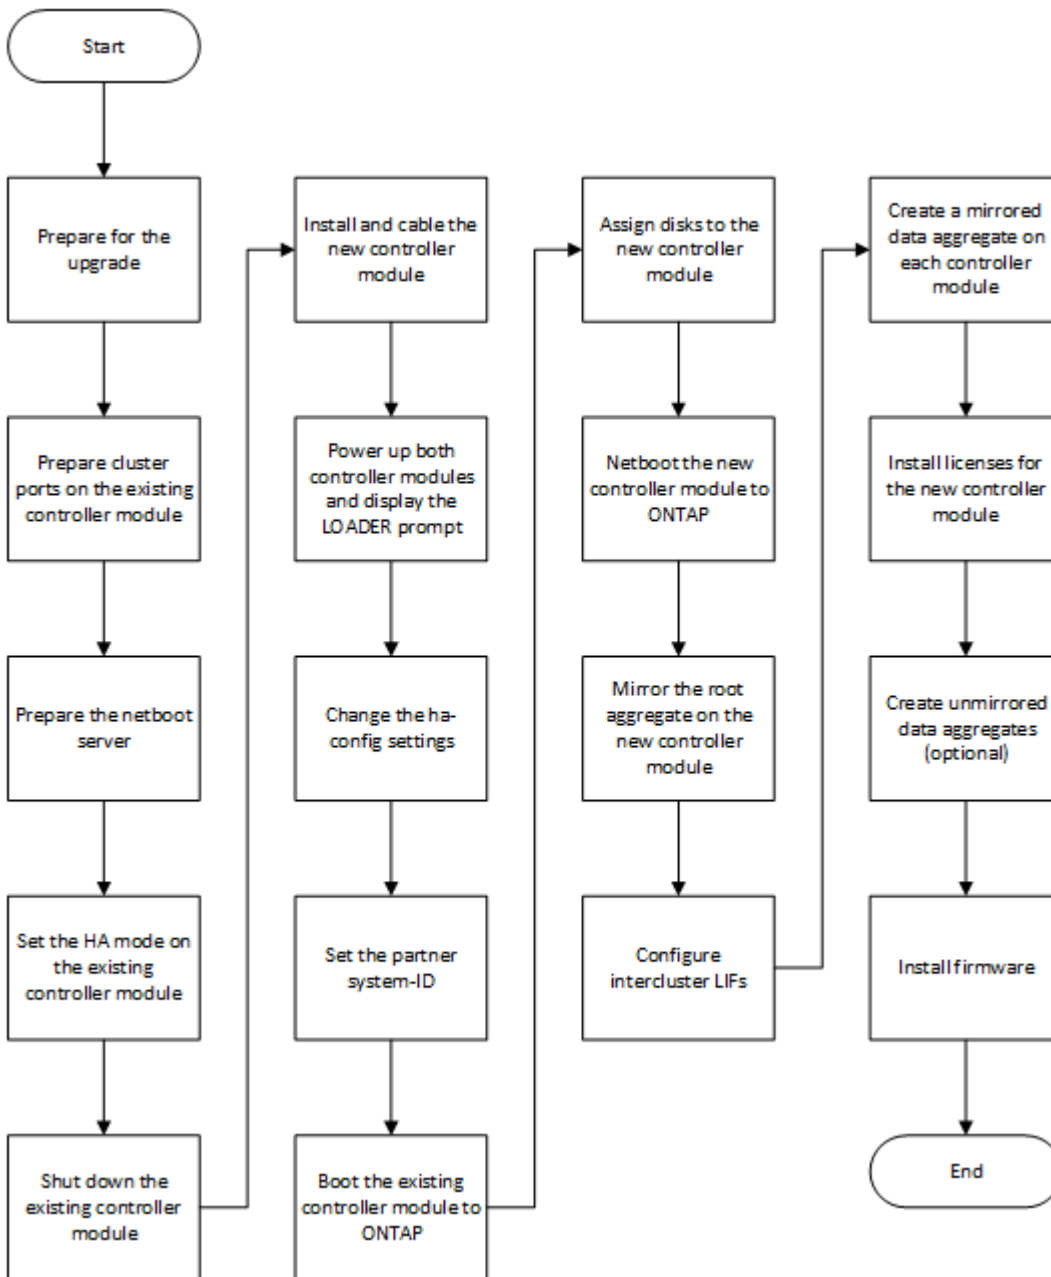 Start
Prepare for the
upgrade
Prepare cluster
ports on the existing
controller module
Prepare the netboot
server
Set the HA mode on
the existing
controller module
Shut down the
existing controller
module
Install and cable the
new controller
module
Power up both
controller modules
and display the
LOADER prompt
Change the ha-
config settings
Set the partner
system-ID
Boot the existing
controller module to
ONTAP
Assign disks to the
new controller
module
Netboot the new
controller module to
ONTAP
Mirror the root
aggregate on the
new controller
module
Configure
intercluster LIFs
Create a mirrored
data aggregate on
each controller
module
Install licenses for
the new controller
module
Create unmirrored
data aggregates
(optional)
Install firmware
End